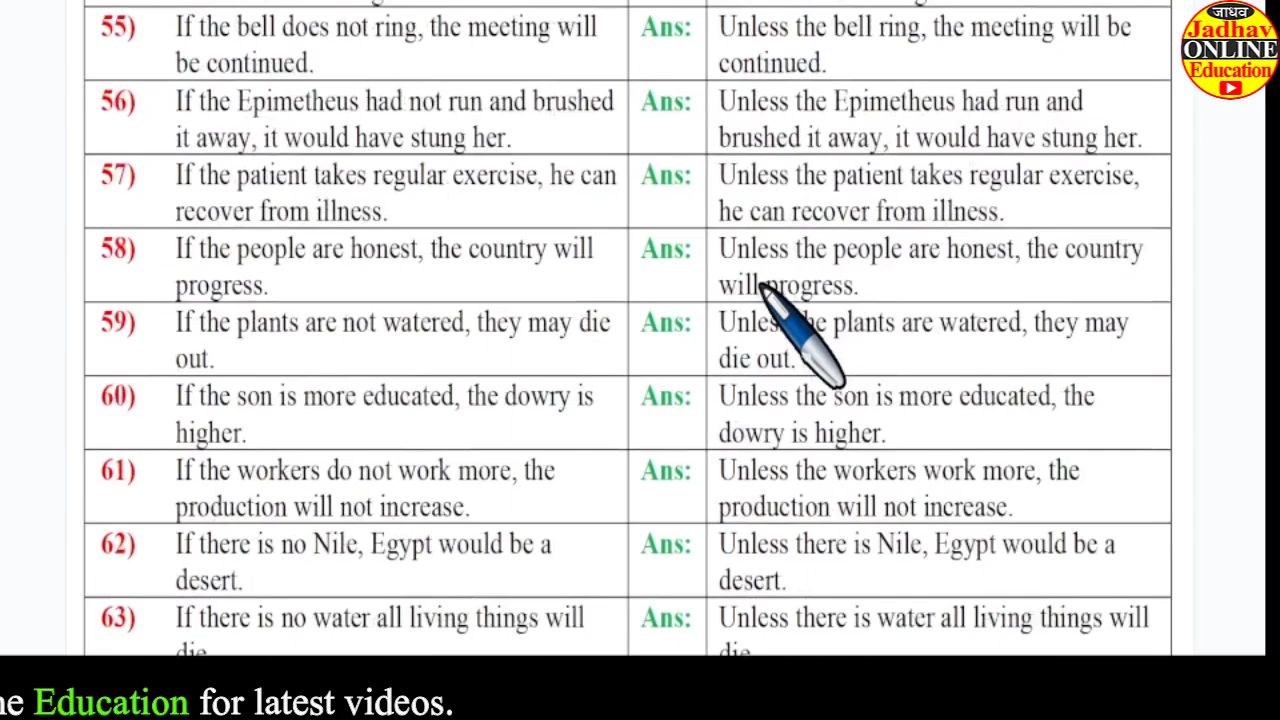 55) If the bell does not ring, the meeting will Ans: Unless the bell ring, the meeting will be
be continued. continued.
56) If the Epimetheus had not run and brushed Ans: Unless the Epimetheus had run and
it away, it would have stung her. brushed it away, it would have stung her.
57) If the patient takes regular exercise, he can Ans: Unless the patient takes regular exercise,
recover from illness. he can recover from illness.
58) If the people are honest, the country will Ans: Unless the people are honest, the country
progress. will progress.
59) If the plants are not watered, they may die Ans: Unless the plants are watered, they may
out. die out.
60) If the son is more educated, the dowry is Ans: Unless the son is more educated, the
higher. dowry is higher.
61) If the workers do not work more, the Ans: Unless the workers work more, the
production will not increase. production will not increase.
62) If there is no Nile, Egypt would be a Ans: Unless there is Nile, Egypt would be a
desert. desert.
63) If there is no water all living things will Ans: Unless there is water all living things will
die die
जाधव
Jadhav
ONLINE
Education
ne Education for latest videos.